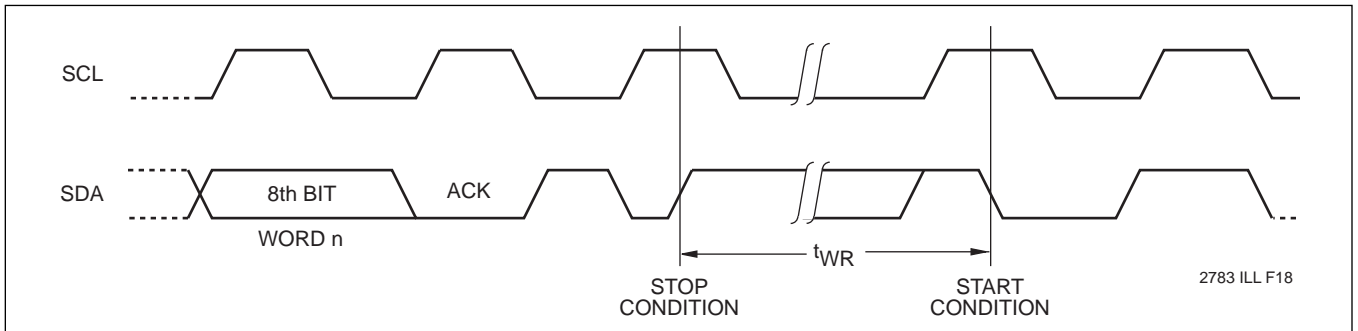 SCL
SDA
8th BIT
ACK
WORD n
tWR
STOP
CONDITION
START
CONDITION
2783 ILL F18